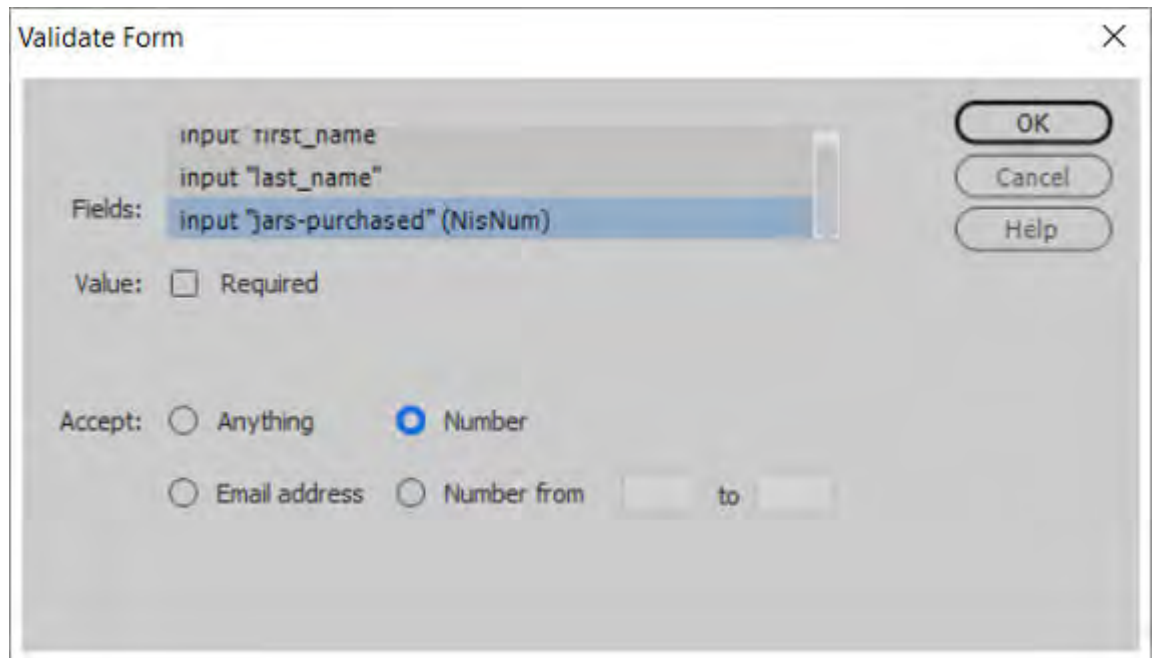 Validate Form
input "first_name
input "last_name"
Fields:
input "jars-purchased" (NisNum)
OK
Cancel
Help
Value:
Required
Accept:
Anything
Number
Email address
Number from
to